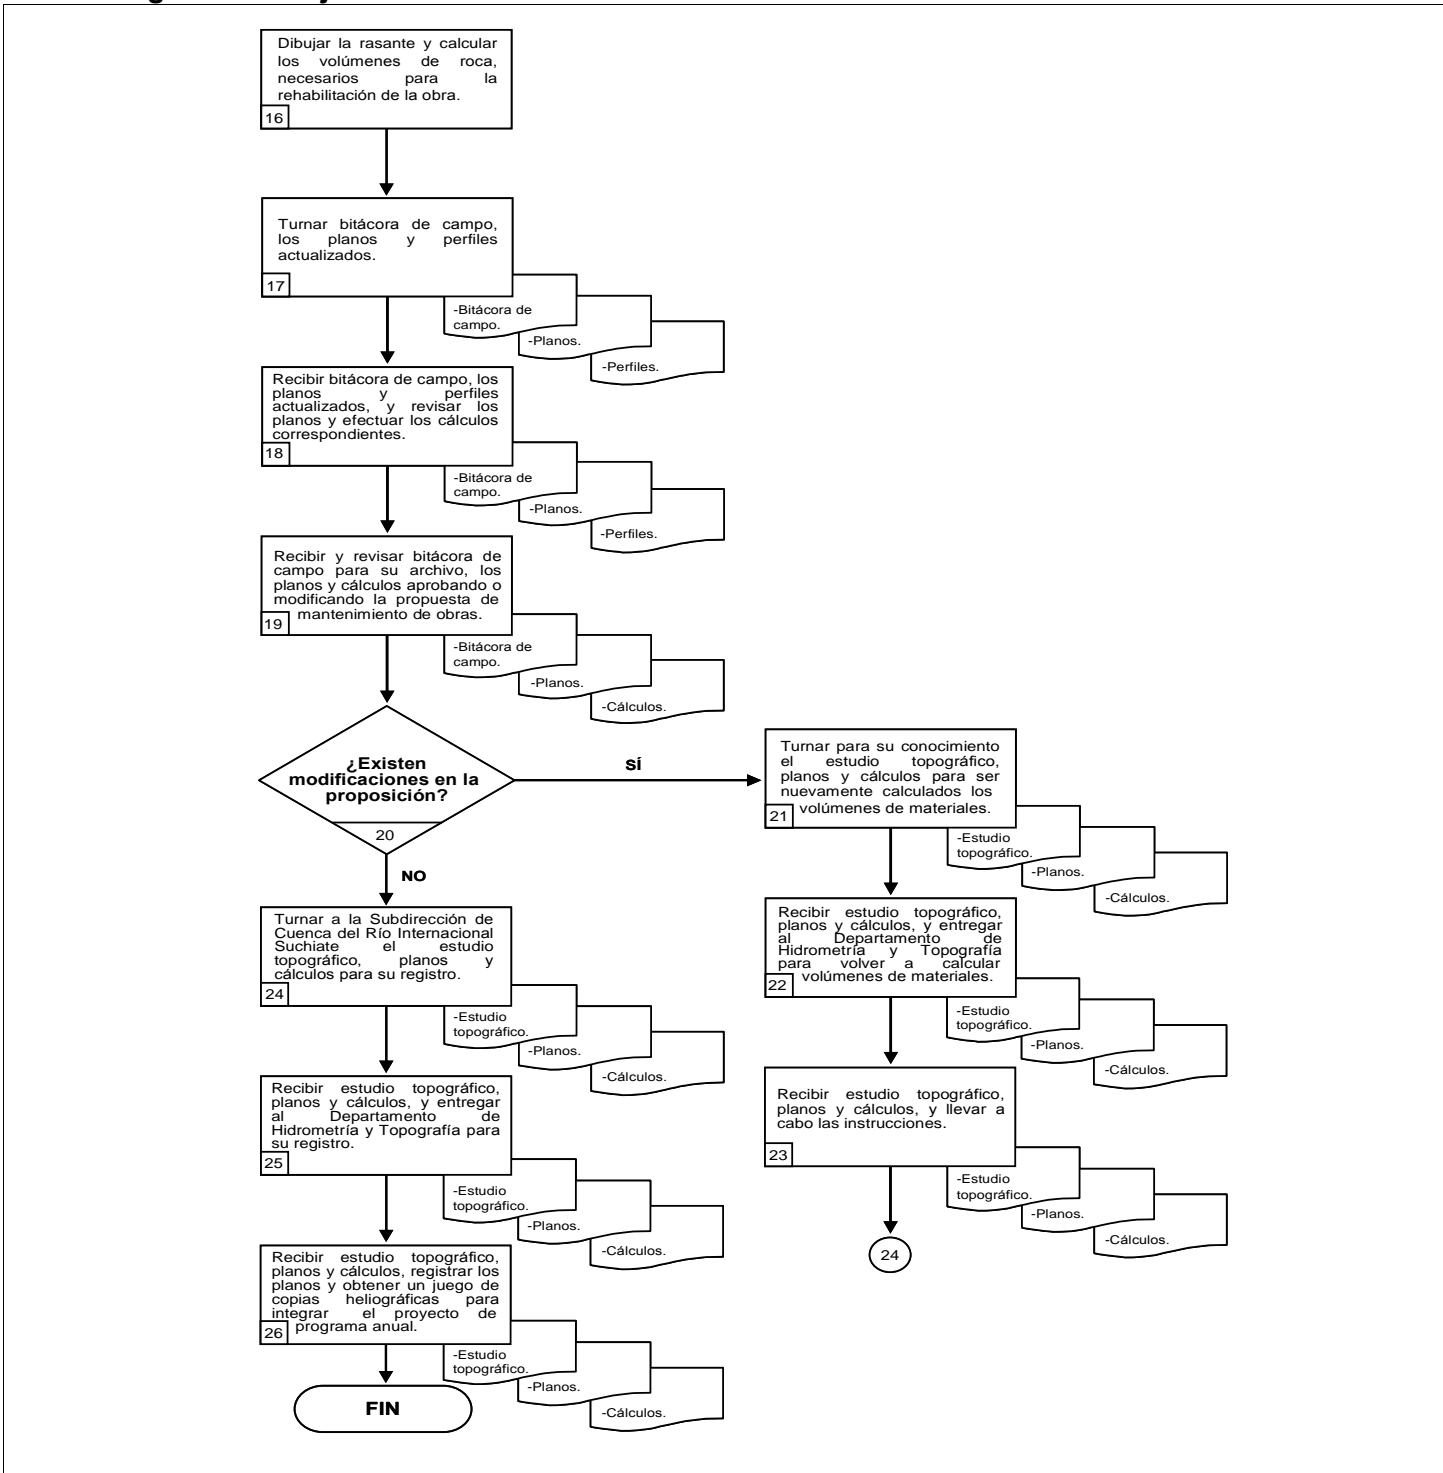 Dibujar la rasante y calcular
los volúmenes de roca,
necesarios para la
rehabilitación de la obra.
16
Turnar bitácora de campo,
los planos y perfiles
actualizados.
17
-Bitácora de
campo.
-Planos.
-Perfiles.
Recibir bitácora de campo, los
planos y perfiles
actualizados, y revisar los
planos y efectuar los cálculos
correspondientes.
18
-Bitácora de
campo.
-Planos.
-Perfiles.
Recibir y revisar bitácora de
campo para su archivo, los
planos y cálculos aprobando o
modificando la propuesta de
mantenimiento de obras.
19
-Bitácora de
campo.
-Planos.
-Cálculos.
¿Existen
modificaciones en la
proposición?
20
SÍ
NO
Turnar para su conocimiento
el estudio topográfico,
planos y cálculos para ser
nuevamente calculados los
volúmenes de materiales.
21
-Estudio
topográfico.
-Planos.
-Cálculos.
Recibir estudio topográfico,
planos y cálculos, y entregar
al Departamento de
Hidrometría y Topografía
para volver a calcular
volúmenes de materiales.
22
-Estudio
topográfico.
-Planos.
-Cálculos.
Recibir estudio topográfico,
planos y cálculos, y llevar a
cabo las instrucciones.
23
-Estudio
topográfico.
-Planos.
-Cálculos.
24
Turnar a la Subdirección de
Cuenca del Río Internacional
Suchiate el estudio
topográfico, planos y
cálculos para su registro.
24
-Estudio
topográfico.
-Planos.
-Cálculos.
Recibir estudio topográfico,
planos y cálculos, y entregar
al Departamento de
Hidrometría y Topografía para
su registro.
25
-Estudio
topográfico.
-Planos.
-Cálculos.
Recibir estudio topográfico,
planos y cálculos, registrar los
planos y obtener un juego de
copias heliográficas para
integrar el proyecto de
programa anual.
26
-Estudio
topográfico.
-Planos.
-Cálculos.
FIN